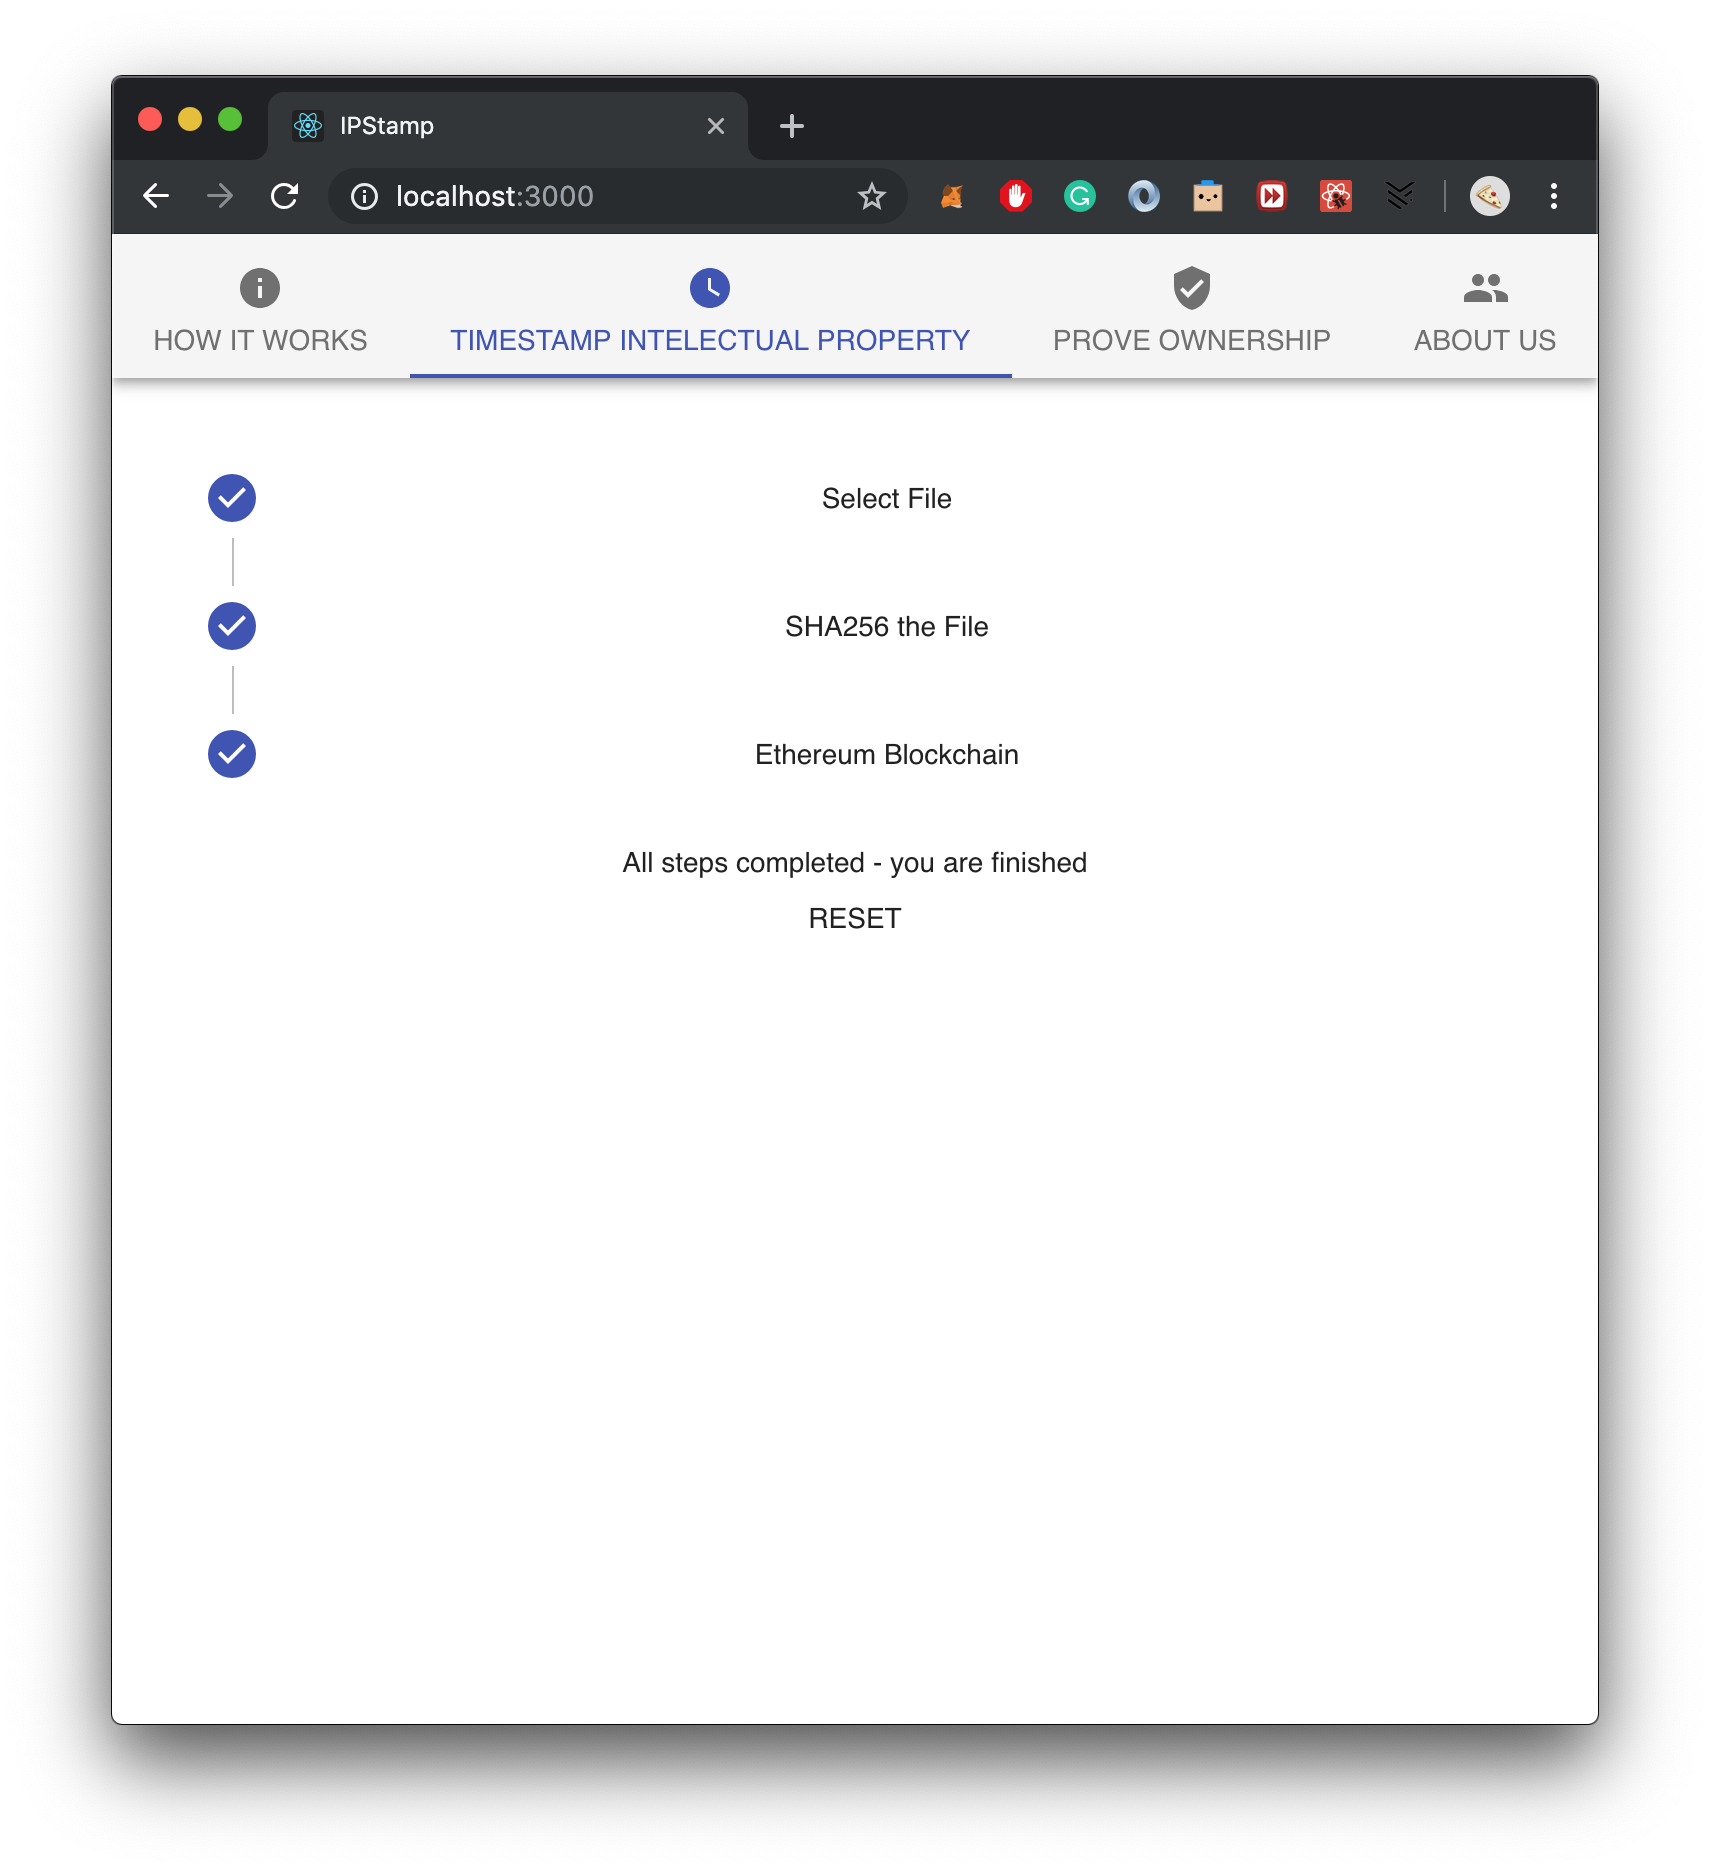 IPStamp
localhost:3000
HOW IT WORKS
TIMESTAMP INTELECTUAL PROPERTY
PROVE OWNERSHIP
ABOUT US
Select File
SHA256 the File
Ethereum Blockchain
All steps completed - you are finished
RESET